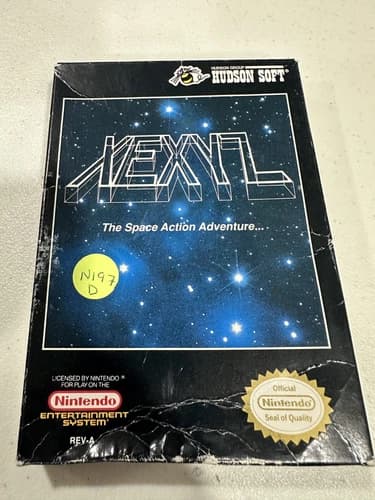 HUDSON GROUP
HUDSON SOFT®
XEXYZ
The Space Action Adventure...
N197
D
LICENSED BY NINTENDO®
FOR PLAY ON THE
Nintendo
ENTERTAINMENT
SYSTEM®
REV-A
Official
Nintendo
Seal of Quality